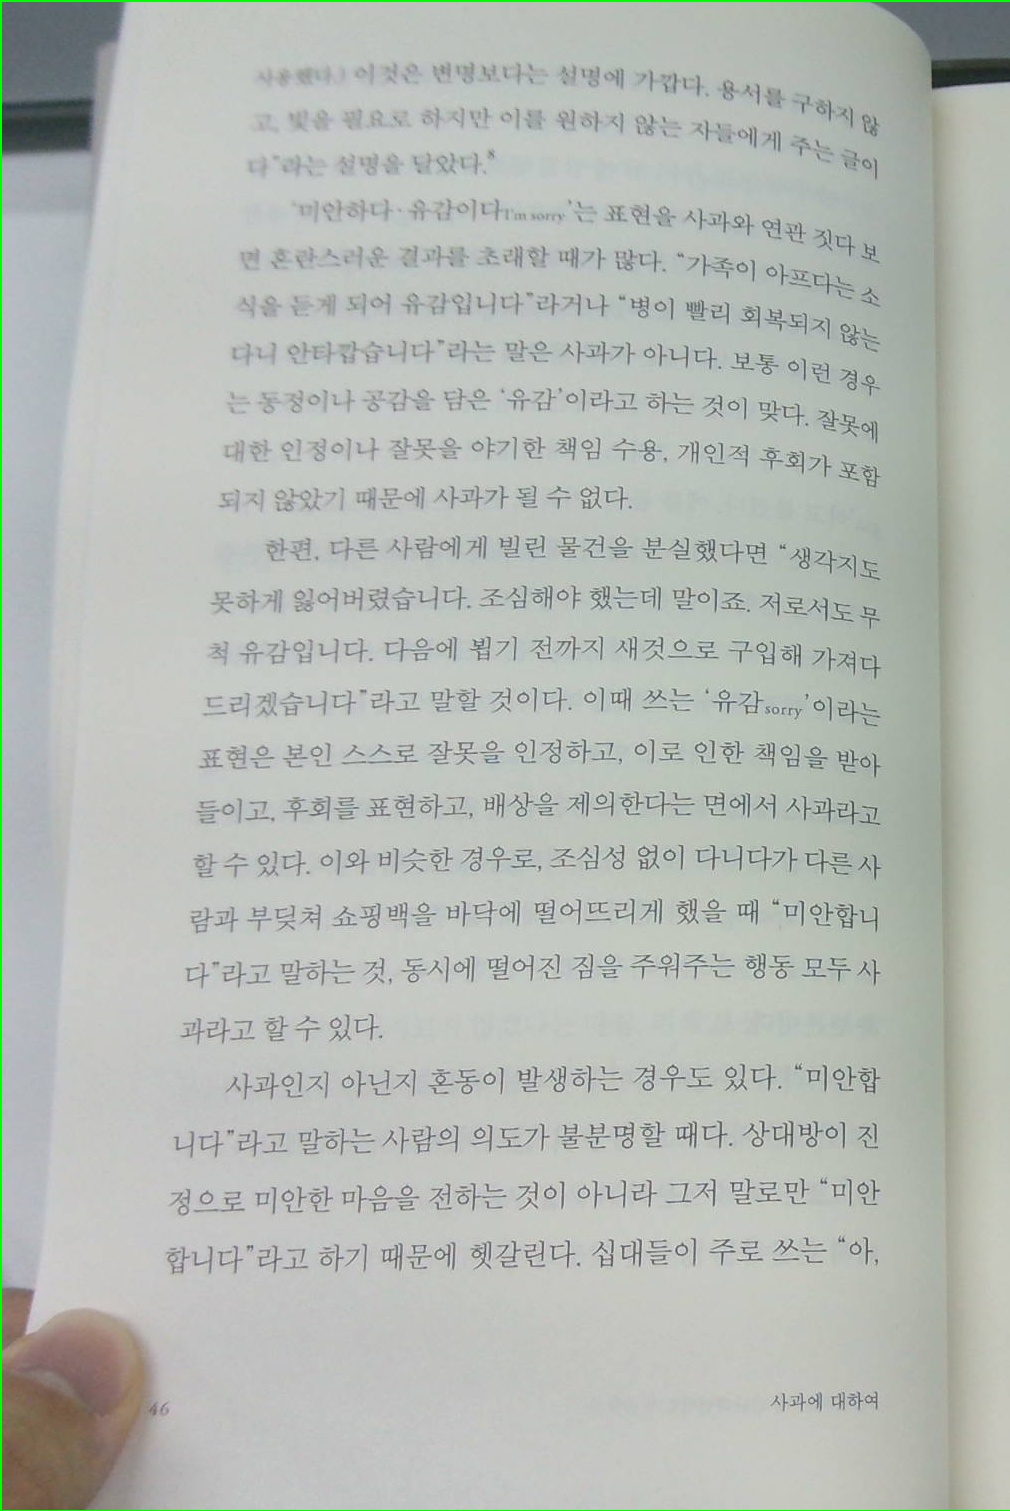 사용했다.) 이것은 변명보다는 설명에 가깝다. 용서를 구하지 않
고, 빛을 필요로 하지만 이를 원하지 않는 자들에게 주는 글이
다”라는 설명을 달았다.8
‘미안하다·유감이다I'm sorry’는 표현을 사과와 연관 짓다 보
면 혼란스러운 결과를 초래할 때가 많다. “가족이 아프다는 소
식을 듣게 되어 유감입니다”라거나 “병이 빨리 회복되지 않는
다니 안타깝습니다”라는 말은 사과가 아니다. 보통 이런 경우
는 동정이나 공감을 담은 ‘유감’이라고 하는 것이 맞다. 잘못에
대한 인정이나 잘못을 야기한 책임 수용, 개인적 후회가 포함
되지 않았기 때문에 사과가 될 수 없다.
한편, 다른 사람에게 빌린 물건을 분실했다면 “생각지도
못하게 잃어버렸습니다. 조심해야 했는데 말이죠. 저로서도 무
척 유감입니다. 다음에 뵙기 전까지 새것으로 구입해 가져다
드리겠습니다”라고 말할 것이다. 이때 쓰는 ‘유감sorry’이라는
표현은 본인 스스로 잘못을 인정하고, 이로 인한 책임을 받아
들이고, 후회를 표현하고, 배상을 제의한다는 면에서 사과라고
할 수 있다. 이와 비슷한 경우로, 조심성 없이 다니다가 다른 사
람과 부딪쳐 쇼핑백을 바닥에 떨어뜨리게 했을 때 “미안합니
다”라고 말하는 것, 동시에 떨어진 짐을 주워주는 행동 모두 사
과라고 할 수 있다.
사과인지 아닌지 혼동이 발생하는 경우도 있다. “미안합
니다”라고 말하는 사람의 의도가 불분명할 때다. 상대방이 진
정으로 미안한 마음을 전하는 것이 아니라 그저 말로만 “미안
합니다”라고 하기 때문에 헷갈린다. 십대들이 주로 쓰는 “아,
46
사과에 대하여